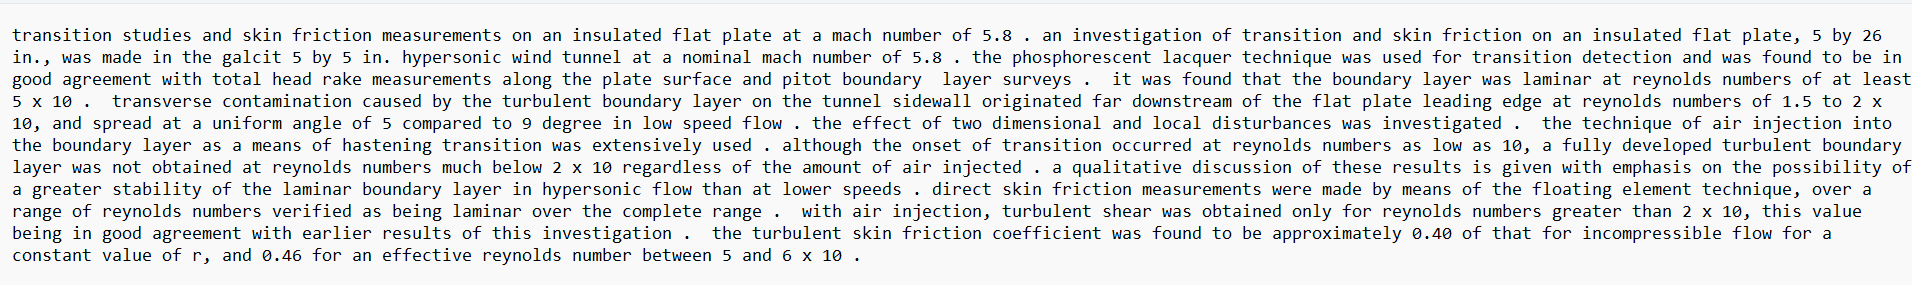 transition studies and skin friction measurements on an insulated flat plate at a mach number of 5.8 . an investigation of transition and skin friction on an insulated flat plate, 5 by 26
in., was made in the galcit 5 by 5 in. hypersonic wind tunnel at a nominal mach number of 5.8 . the phosphorescent lacquer technique was used for transition detection and was found to be in
good agreement with total head rake measurements along the plate surface and pitot boundary  layer surveys .  it was found that the boundary layer was laminar at reynolds numbers of at least
5 x 10 .  transverse contamination caused by the turbulent boundary layer on the tunnel sidewall originated far downstream of the flat plate leading edge at reynolds numbers of 1.5 to 2 x
10, and spread at a uniform angle of 5 compared to 9 degree in low speed flow . the effect of two dimensional and local disturbances was investigated .  the technique of air injection into
the boundary layer as a means of hastening transition was extensively used . although the onset of transition occurred at reynolds numbers as low as 10, a fully developed turbulent boundary
layer was not obtained at reynolds numbers much below 2 x 10 regardless of the amount of air injected . a qualitative discussion of these results is given with emphasis on the possibility of
a greater stability of the laminar boundary layer in hypersonic flow than at lower speeds . direct skin friction measurements were made by means of the floating element technique, over a
range of reynolds numbers verified as being laminar over the complete range .  with air injection, turbulent shear was obtained only for reynolds numbers greater than 2 x 10, this value
being in good agreement with earlier results of this investigation .  the turbulent skin friction coefficient was found to be approximately 0.40 of that for incompressible flow for a
constant value of r, and 0.46 for an effective reynolds number between 5 and 6 x 10 .